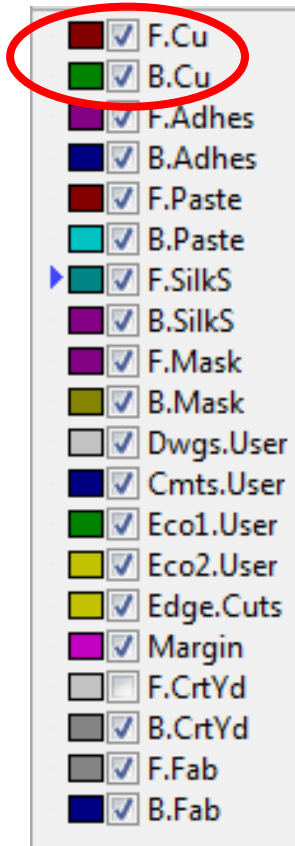 F.Cu
B.Cu
F.Adhes
B.Adhes
F.Paste
B.Paste
F.SilkS
B.SilkS
F.Mask
B.Mask
Dwgs.User
Cmts.User
Eco1.User
Eco2.User
Edge.Cuts
Margin
F.CrtYd
B.CrtYd
F.Fab
B.Fab